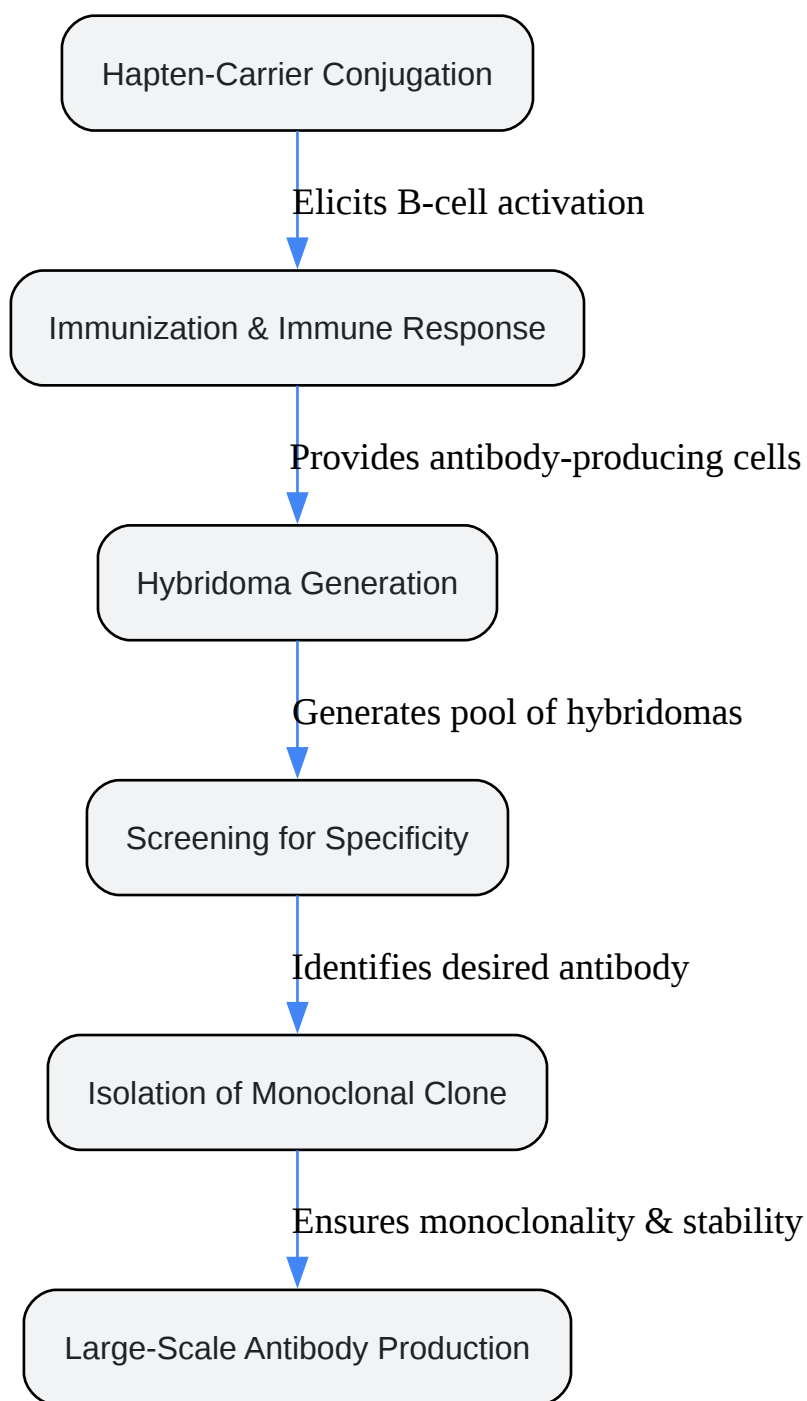 Hapten-Carrier Conjugation
Elicits B-cell activation
Immunization & Immune Response
Provides antibody-producing cells
Hybridoma Generation
Generates pool of hybridomas
Screening for Specificity
Identifies desired antibody
Isolation of Monoclonal Clone
Ensures monoclonality & stability
Large-Scale Antibody Production